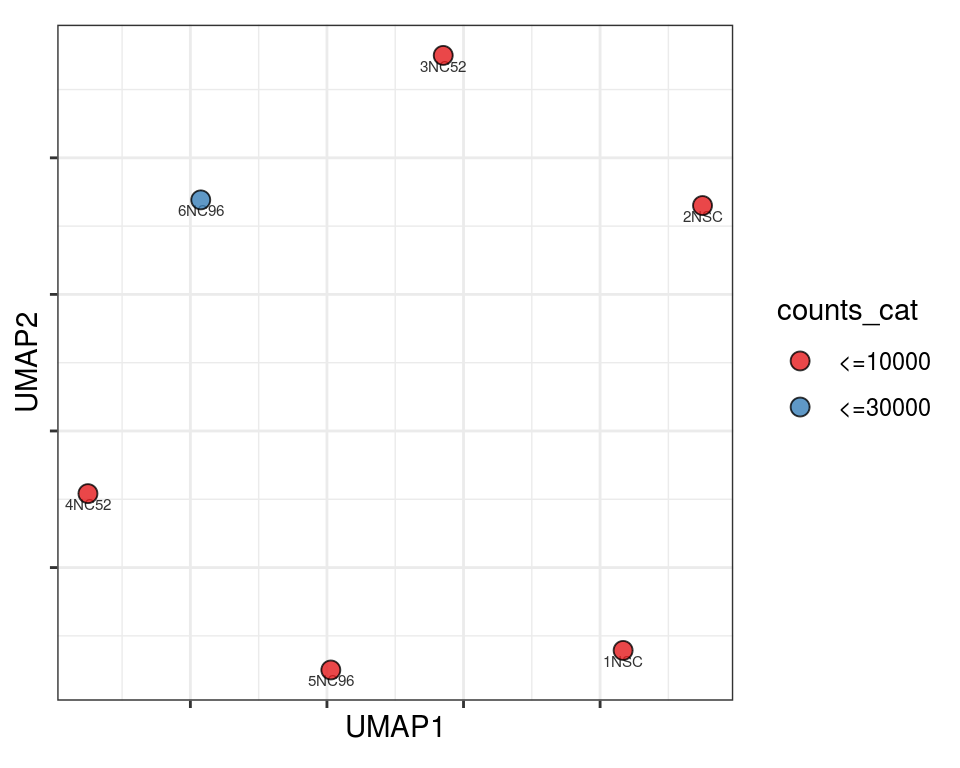 3NC52
6NC96
2NSC
UMAP2
counts_cat
<=10000
<=30000
4NC52
1NSC
5NC96
UMAP1